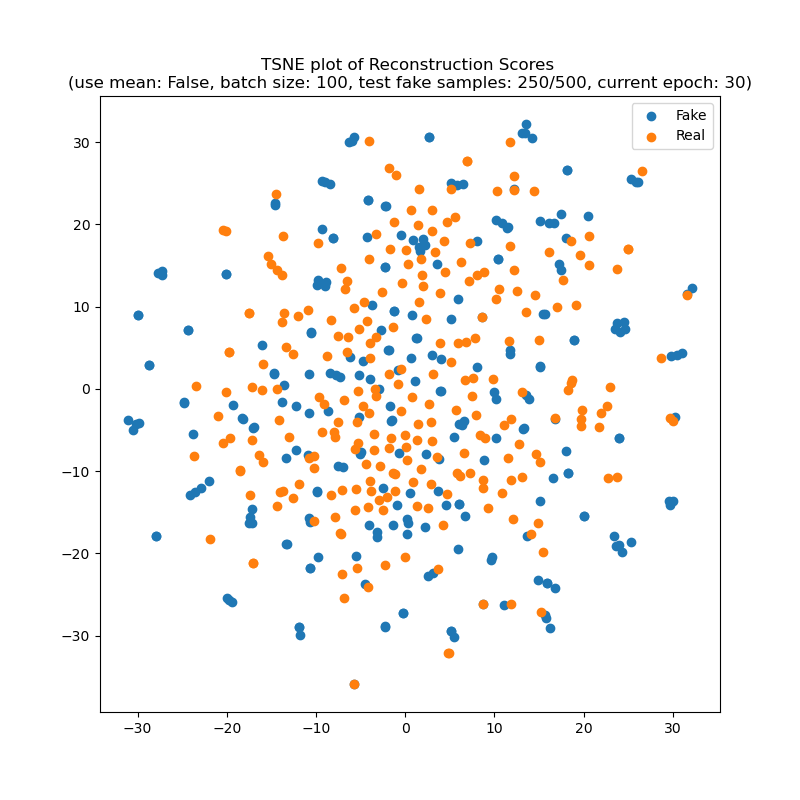 TSNE plot of Reconstruction Scores
(use mean: False, batch size: 100, test fake samples: 250/500, current epoch: 30)
Fake
Real
30
20
10
0
−10
−20
−30
−30 −20 −10 0 10 20 30